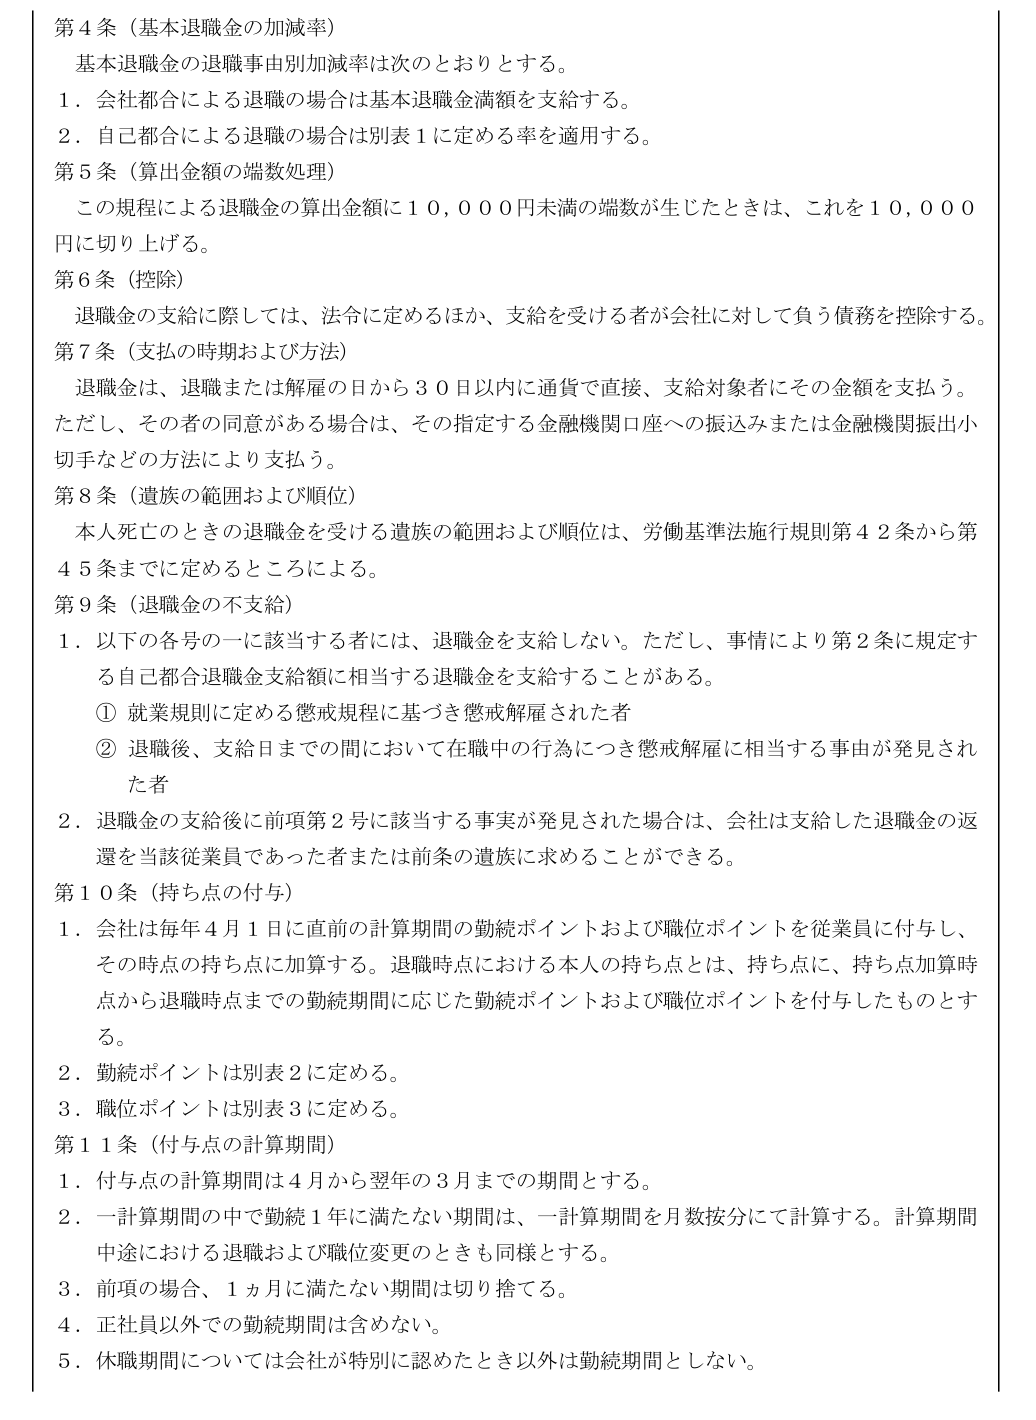 第４条（基本退職金の加減率）
　基本退職金の退職事由別加減率は次のとおりとする。
１．会社都合による退職の場合は基本退職金満額を支給する。
２．自己都合による退職の場合は別表１に定める率を適用する。
第５条（算出金額の端数処理）
　この規程による退職金の算出金額に１０,０００円未満の端数が生じたときは、これを１０,０００
円に切り上げる。
第６条（控除）
　退職金の支給に際しては、法令に定めるほか、支給を受ける者が会社に対して負う債務を控除する。
第７条（支払の時期および方法）
　退職金は、退職または解雇の日から３０日以内に通貨で直接、支給対象者にその金額を支払う。
ただし、その者の同意がある場合は、その指定する金融機関口座への振込みまたは金融機関振出小
切手などの方法により支払う。
第８条（遺族の範囲および順位）
　本人死亡のときの退職金を受ける遺族の範囲および順位は、労働基準法施行規則第４２条から第
４５条までに定めるところによる。
第９条（退職金の不支給）
１．以下の各号の一に該当する者には、退職金を支給しない。ただし、事情により第２条に規定す
る自己都合退職金支給額に相当する退職金を支給することがある。
① 就業規則に定める懲戒規程に基づき懲戒解雇された者
② 退職後、支給日までの間において在職中の行為につき懲戒解雇に相当する事由が発見され
た者
２．退職金の支給後に前項第２号に該当する事実が発見された場合は、会社は支給した退職金の返
還を当該従業員であった者または前条の遺族に求めることができる。
第１０条（持ち点の付与）
１．会社は毎年４月１日に直前の計算期間の勤続ポイントおよび職位ポイントを従業員に付与し、
その時点の持ち点に加算する。退職時点における本人の持ち点とは、持ち点に、持ち点加算時
点から退職時点までの勤続期間に応じた勤続ポイントおよび職位ポイントを付与したものとす
る。
２．勤続ポイントは別表２に定める。
３．職位ポイントは別表３に定める。
第１１条（付与点の計算期間）
１．付与点の計算期間は４月から翌年の３月までの期間とする。
２．一計算期間の中で勤続１年に満たない期間は、一計算期間を月数按分にて計算する。計算期間
中途における退職および職位変更のときも同様とする。
３．前項の場合、１ヵ月に満たない期間は切り捨てる。
４．正社員以外での勤続期間は含めない。
５．休職期間については会社が特別に認めたとき以外は勤続期間としない。